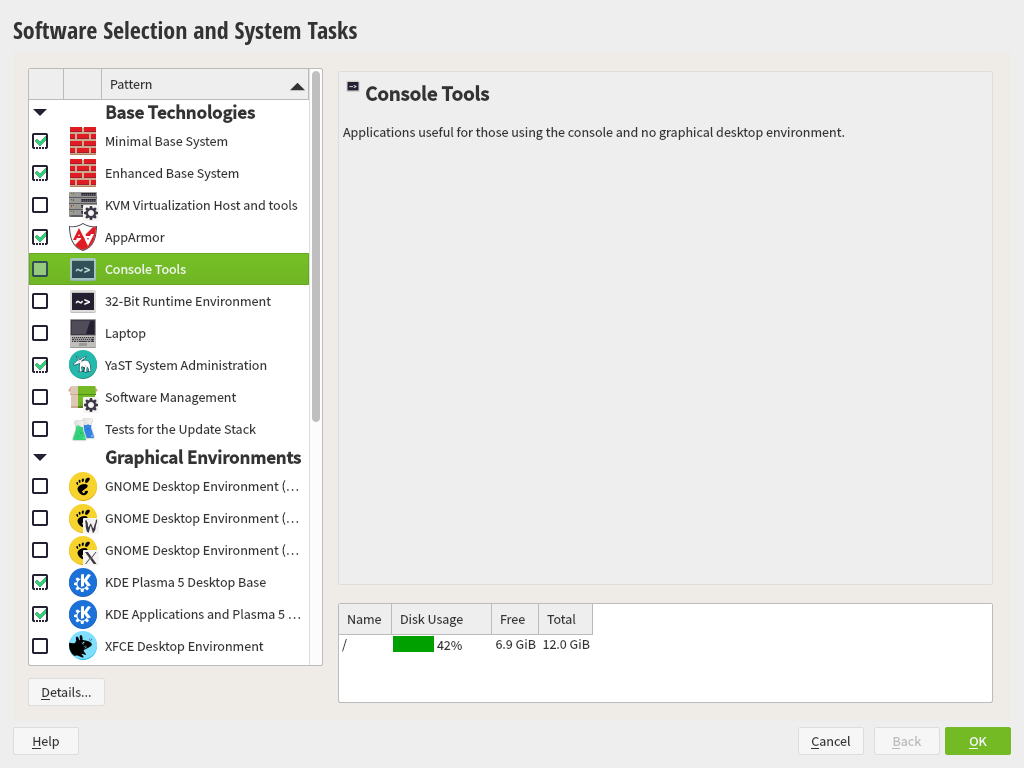 Software Selection and System Tasks
Pattern
Base Technologies
Minimal Base System
Enhanced Base System
KVM Virtualization Host and tools
AppArmor
~> Console Tools
~> 32-Bit Runtime Environment
Laptop
YaST System Administration
Software Management
Tests for the Update Stack
Graphical Environments
GNOME Desktop Environment (...
GNOME Desktop Environment (...
GNOME Desktop Environment (...
KDE Plasma 5 Desktop Base
KDE Applications and Plasma 5 ...
XFCE Desktop Environment
Details...
Console Tools
Applications useful for those using the console and no graphical desktop environment.
Name Disk Usage Free Total
/ 42% 6.9 GiB 12.0 GiB
Help Cancel Back OK